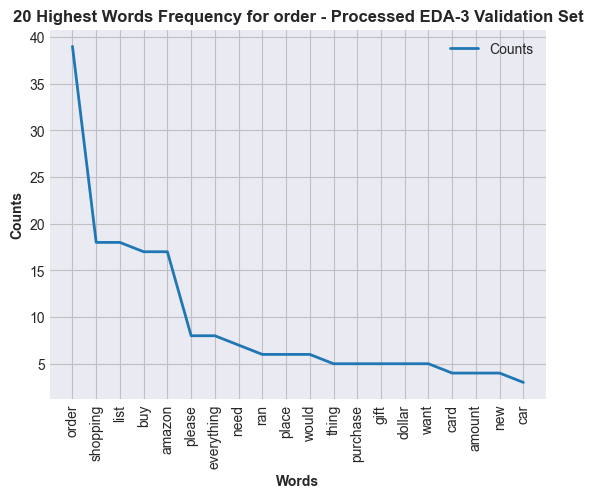 20 Highest Words Frequency for order - Processed EDA-3 Validation Set
Counts
40
35
30
25
20
15
10
5
Counts
order
shopping
list
buy
amazon
please
everything
need
ran
place
would
thing
purchase
gift
dollar
want
card
amount
new
car
Words